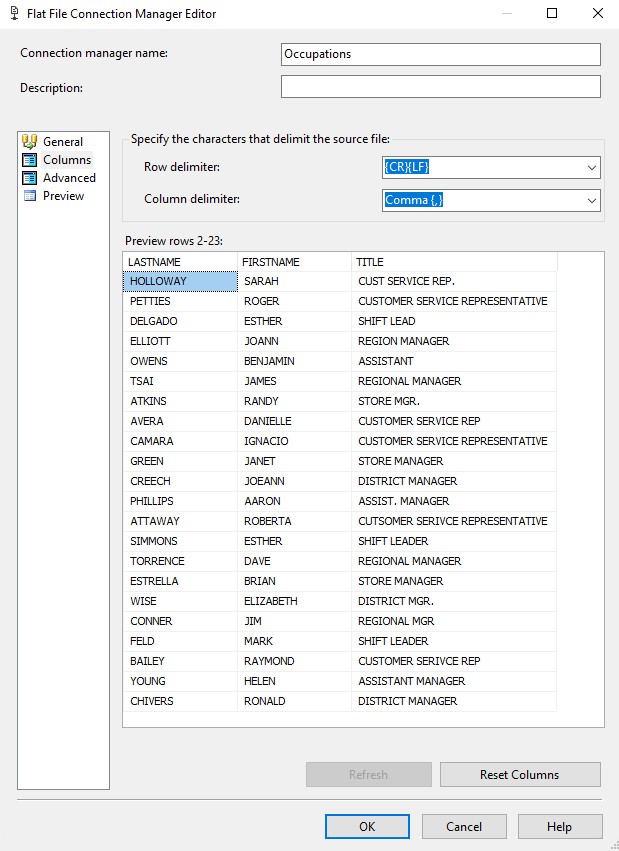 Flat File Connection Manager Editor
Connection manager name: Occupations
Description:
General
Columns
Advanced
Preview
Specify the characters that delimit the source file:
Row delimiter: {CR}{LF}
Column delimiter: Comma {,}
Preview rows 2-23:
LASTNAME FIRSTNAME TITLE
HOLLOWAY SARAH CUST SERVICE REP.
PETTIES ROGER CUSTOMER SERVICE REPRESENTATIVE
DELGADO ESTHER SHIFT LEAD
ELLIOTT JOANN REGION MANAGER
OWENS BENJAMIN ASSISTANT
TSAI JAMES REGIONAL MANAGER
ATKINS RANDY STORE MGR.
AVERA DANIELLE CUSTOMER SERVICE REP
CAMARA IGNACIO CUSTOMER SERVICE REPRESENTATIVE
GREEN JANET STORE MANAGER
CREECH JOEANN DISTRICT MANAGER
PHILLIPS AARON ASSIST. MANAGER
ATTAWAY ROBERTA CUTSOMER SERIVCE REPRESENTATIVE
SIMMONS ESTHER SHIFT LEADER
TORRENCE DAVE REGIONAL MANAGER
ESTRELLA BRIAN STORE MANAGER
WISE ELIZABETH DISTRICT MGR.
CONNER JIM REGIONAL MGR
FELD MARK SHIFT LEADER
BAILEY RAYMOND CUSTOMER SERIVCE REP
YOUNG HELEN ASSISTANT MANAGER
CHIVERS RONALD DISTRICT MANAGER
Refresh Reset Columns
OK Cancel Help